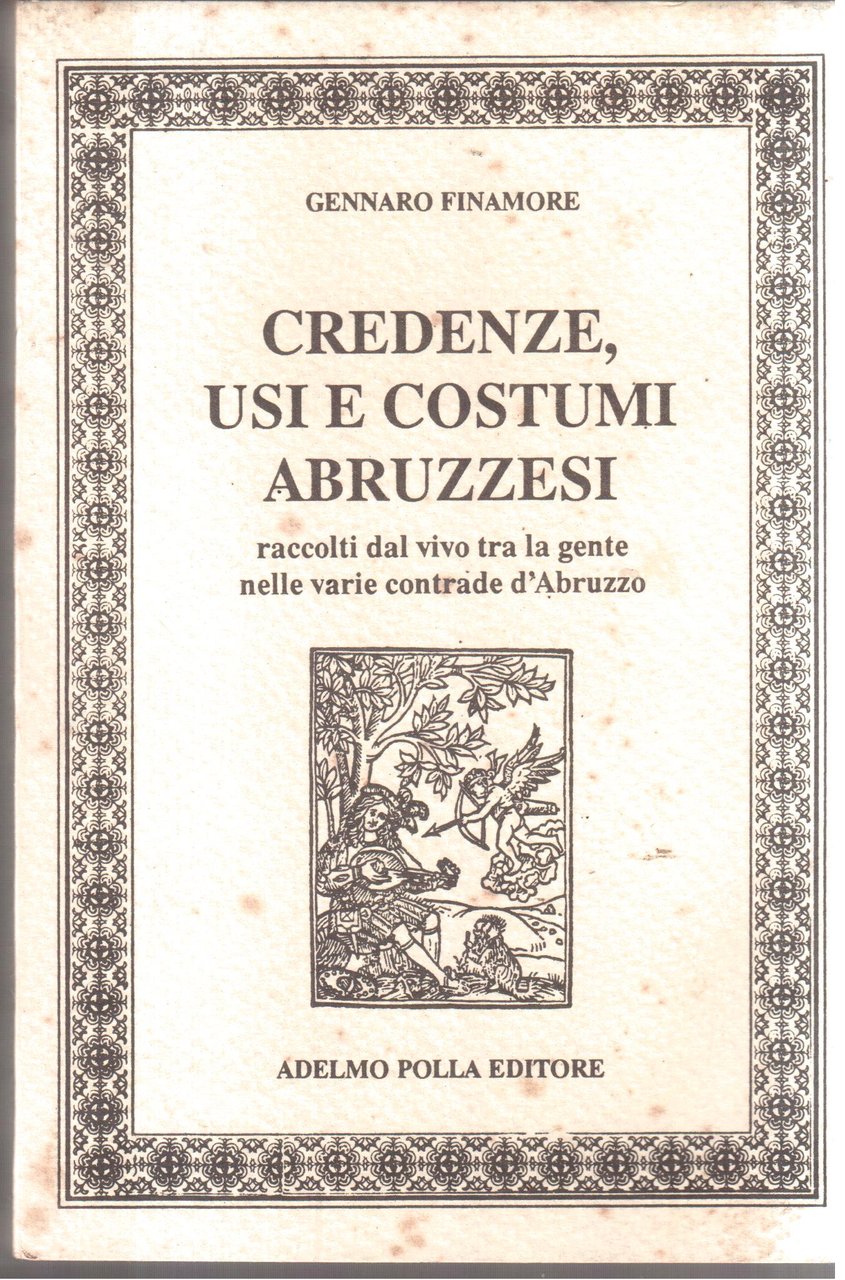 GENNARO FINAMORE
CREDENZE,
USI E COSTUMI
ABRUZZESI
raccolti dal vivo tra la gente
nelle varie contrade d'Abruzzo
ADELMO POLLA EDITORE